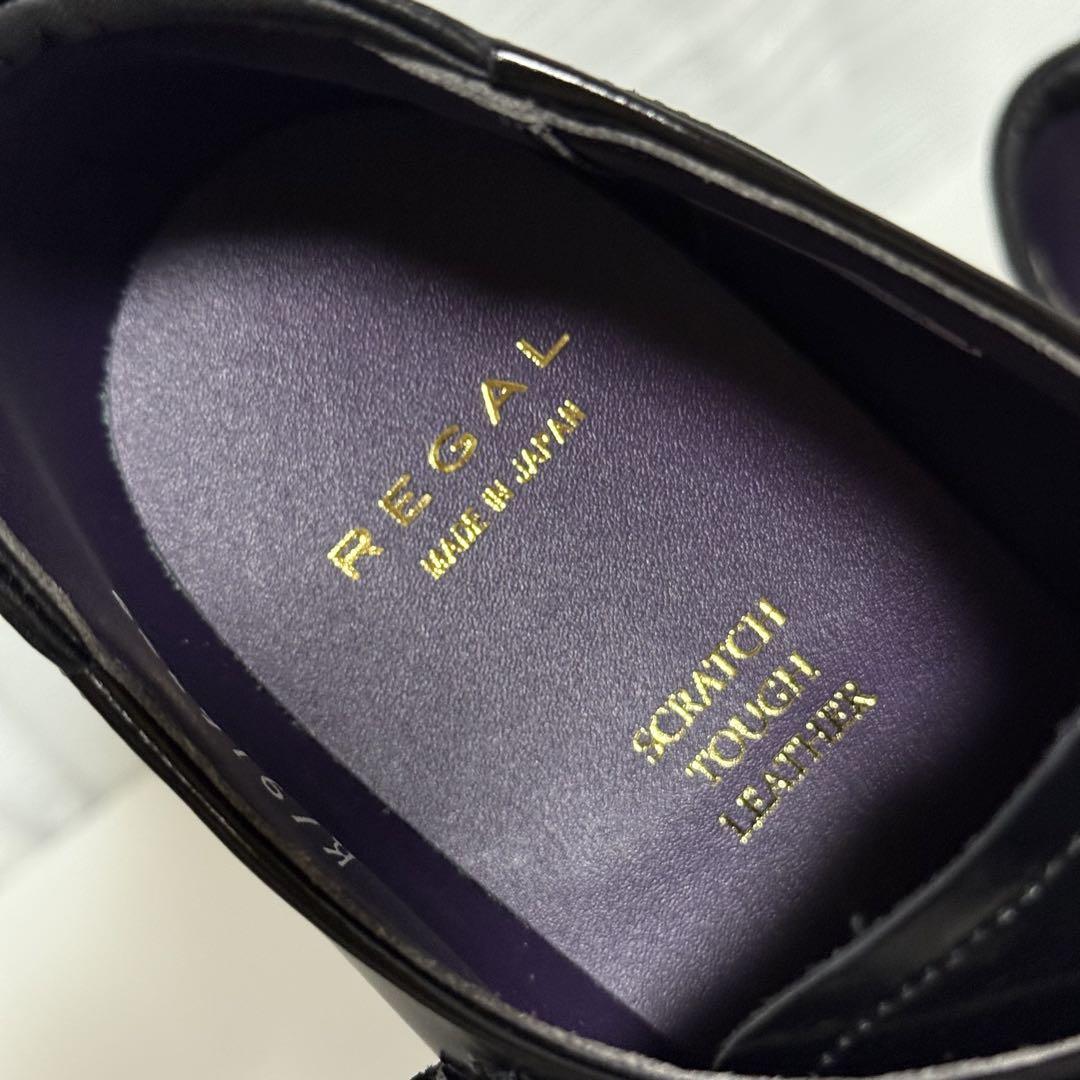 REGAL
MADE IN JAPAN
SCRATCH
TOUGH
LEATHER